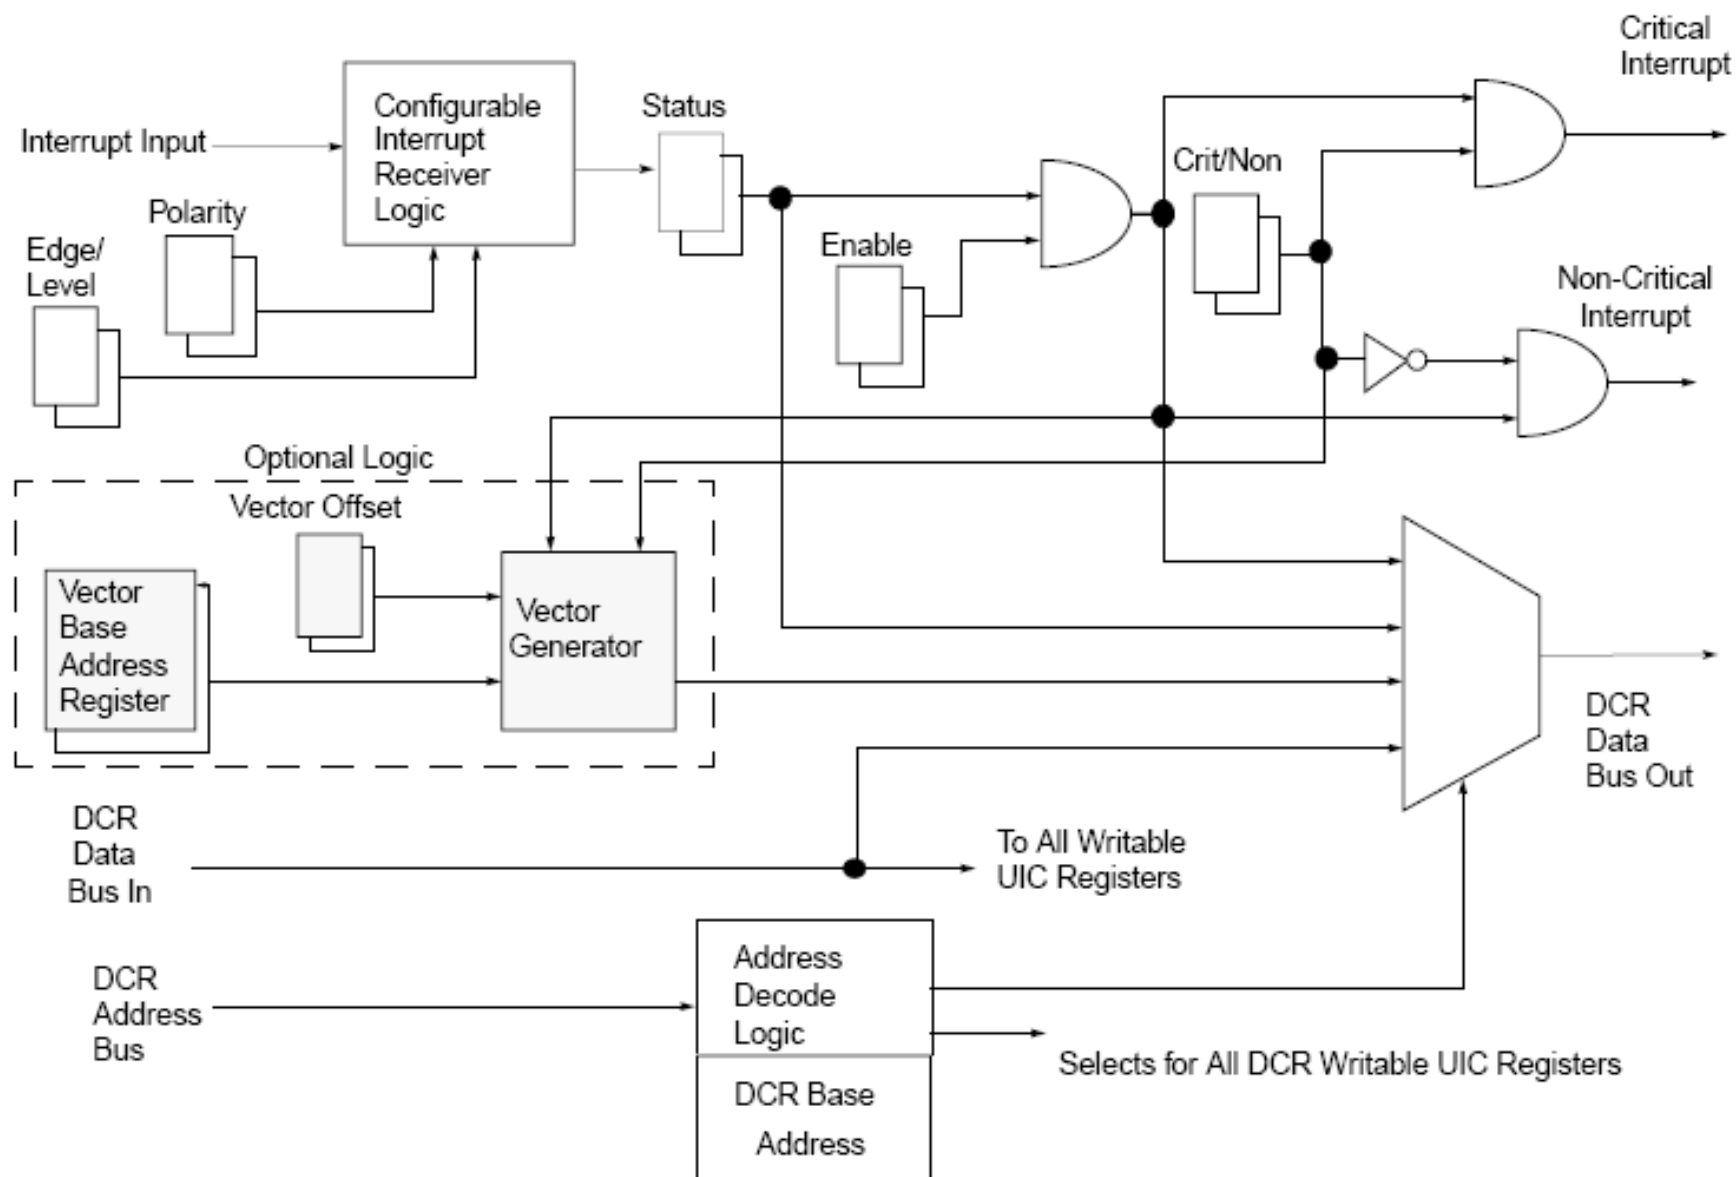 Critical
Interrupt
Configurable
Interrupt
Receiver
Logic
Status
Interrupt Input
Crit/Non
Polarity
Edge/
Level
Enable
Non-Critical
Interrupt
Optional Logic
Vector Offset
Vector
Base
Address
Register
Vector
Generator
DCR
Data
Bus Out
DCR
Data
Bus In
To All Writable
UIC Registers
DCR
Address
Bus
Address
Decode
Logic
Selects for All DCR Writable UIC Registers
DCR Base
Address